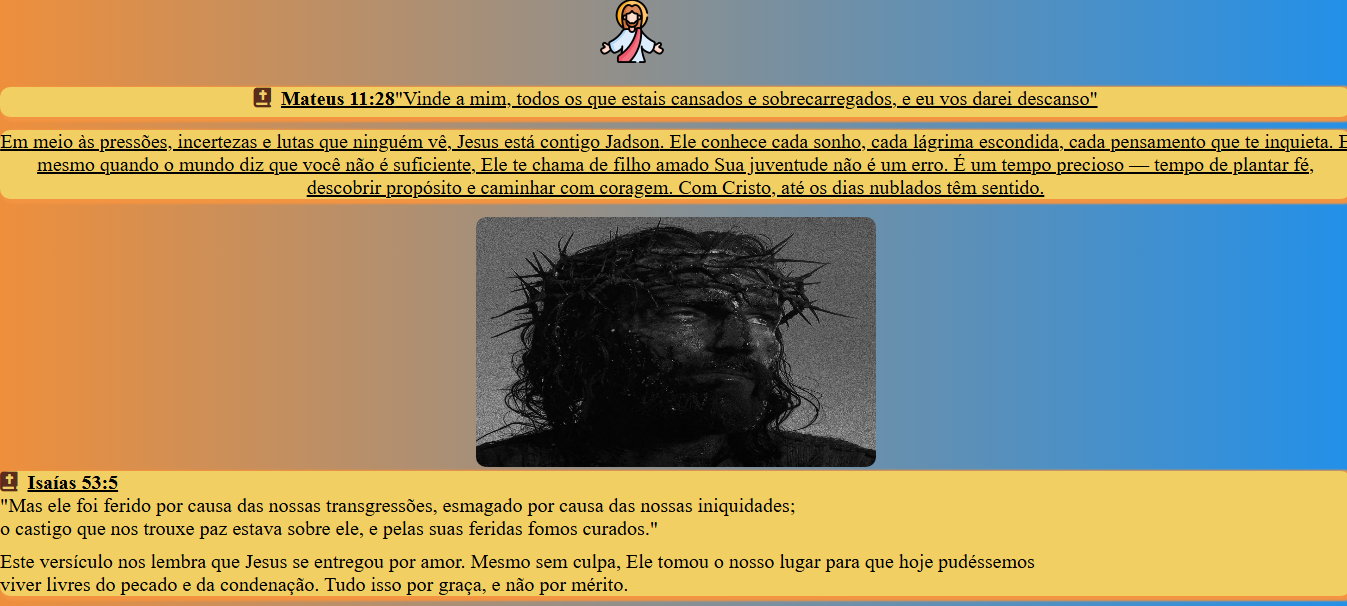 Mateus 11:28"Vinde a mim, todos os que estais cansados e sobrecarregados, e eu vos darei descanso"
Em meio às pressões, incertezas e lutas que ninguém vê, Jesus está contigo Jadson. Ele conhece cada sonho, cada lágrima escondida, cada pensamento que te inquieta. E
mesmo quando o mundo diz que você não é suficiente, Ele te chama de filho amado Sua juventude não é um erro. É um tempo precioso — tempo de plantar fé,
descobrir propósito e caminhar com coragem. Com Cristo, até os dias nublados têm sentido.
Isaías 53:5
"Mas ele foi ferido por causa das nossas transgressões, esmagado por causa das nossas iniquidades;
o castigo que nos trouxe paz estava sobre ele, e pelas suas feridas fomos curados."
Este versículo nos lembra que Jesus se entregou por amor. Mesmo sem culpa, Ele tomou o nosso lugar para que hoje pudéssemos
viver livres do pecado e da condenação. Tudo isso por graça, e não por mérito.